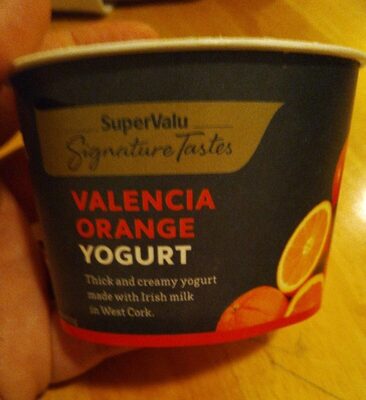 SuperValu
Signature Tastes
VALENCIA
ORANGE
YOGURT
Thick and creamy yogurt
made with Irish milk
in West Cork.